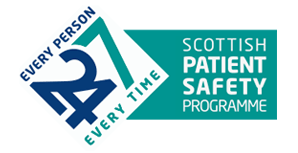 EVERY PERSON
24
7
EVERY TIME
SCOTTISH
PATIENT
SAFETY
PROGRAMME